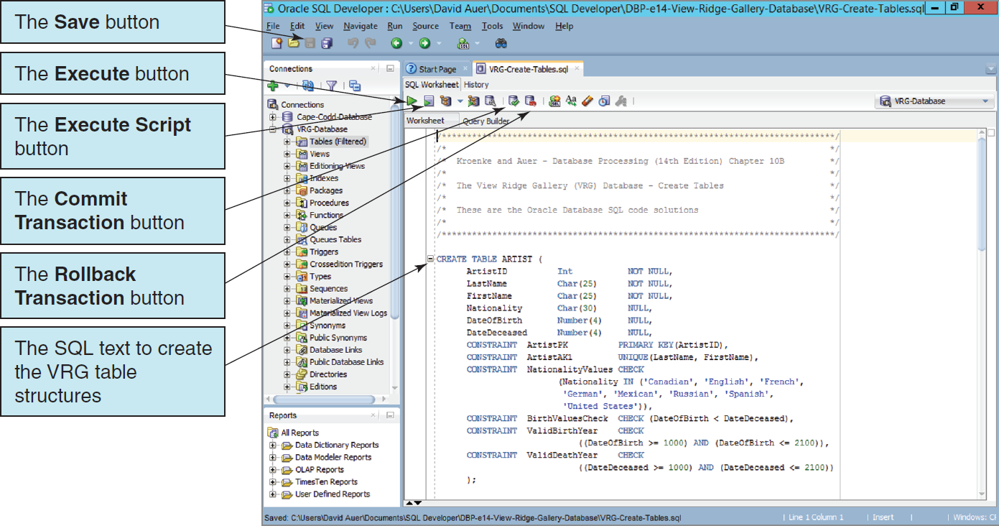 The Save button
The Execute button
The Execute Script
button
The Commit
Transaction button
The Rollback
Transaction button
The SQL text to create
the VRG table
structures
Oracle SQL Developer : C:\Users\David Auer\Documents\SQL Developer\DBP-e14-View-Ridge-Gallery-Database\VRG-Create-Tables.sql
File Edit View Navigate Run Source Team Tools Window Help
Connections
Connections
Cape-Codd-Database
VRG-Database
Tables (Filtered)
Views
Editioning Views
Indexes
Packages
Procedures
Functions
Queues
Queues Tables
Triggers
Crossedition Triggers
Types
Sequences
Materialized Views
Materialized View Logs
Synonyms
Public Synonyms
Database Links
Public Database Links
Directories
Editions
Reports
All Reports
Data Dictionary Reports
Data Modeler Reports
OLAP Reports
TimesTen Reports
User Defined Reports
Start Page VRG-Create-Tables.sql
SQL Worksheet History
VRG-Database
Worksheet Query Builder
/******************************************************************************/
/* */
/* Kroenke and Auer - Database Processing (14th Edition) Chapter 10B */
/* */
/* The View Ridge Gallery (VRG) Database - Create Tables */
/* */
/* These are the Oracle Database SQL code solutions */
/* */
/******************************************************************************/
CREATE TABLE ARTIST (
ArtistID Int NOT NULL,
LastName Char(25) NOT NULL,
FirstName Char(25) NOT NULL,
Nationality Char(30) NULL,
DateOfBirth Number(4) NULL,
DateDeceased Number(4) NULL,
CONSTRAINT ArtistPK PRIMARY KEY(ArtistID),
CONSTRAINT ArtistAK1 UNIQUE(LastName, FirstName),
CONSTRAINT NationalityValues CHECK
(Nationality IN ('Canadian', 'English', 'French',
'German', 'Mexican', 'Russian', 'Spanish',
'United States')),
CONSTRAINT BirthValuesCheck CHECK (DateOfBirth < DateDeceased),
CONSTRAINT ValidBirthYear CHECK
((DateOfBirth >= 1000) AND (DateOfBirth <= 2100)),
CONSTRAINT ValidDeathYear CHECK
((DateDeceased >= 1000) AND (DateDeceased <= 2100))
);
Saved: C:\Users\David Auer\Documents\SQL Developer\DBP-e14-View-Ridge-Gallery-Database\VRG-Create-Tables.sql
Line 1 Column 1 Insert Windows: CF